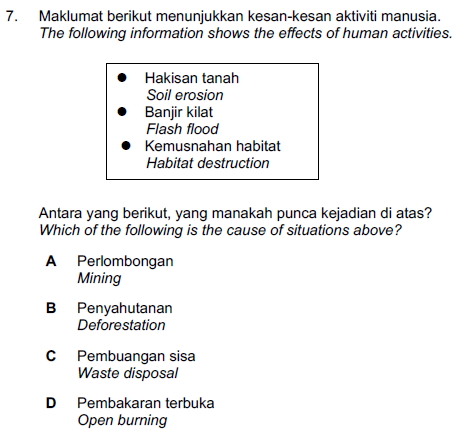 7. Maklumat berikut menunjukkan kesan-kesan aktiviti manusia.
The following information shows the effects of human activities.
● Hakisan tanah
Soil erosion
● Banjir kilat
Flash flood
● Kemusnahan habitat
Habitat destruction
Antara yang berikut, yang manakah punca kejadian di atas?
Which of the following is the cause of situations above?
A Perlombongan
Mining
B Penyahutanan
Deforestation
C Pembuangan sisa
Waste disposal
D Pembakaran terbuka
Open burning